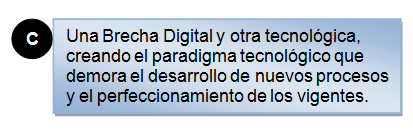 C
Una Brecha Digital y otra tecnológica,
creando el paradigma tecnológico que
demora el desarrollo de nuevos procesos
y el perfeccionamiento de los vigentes.